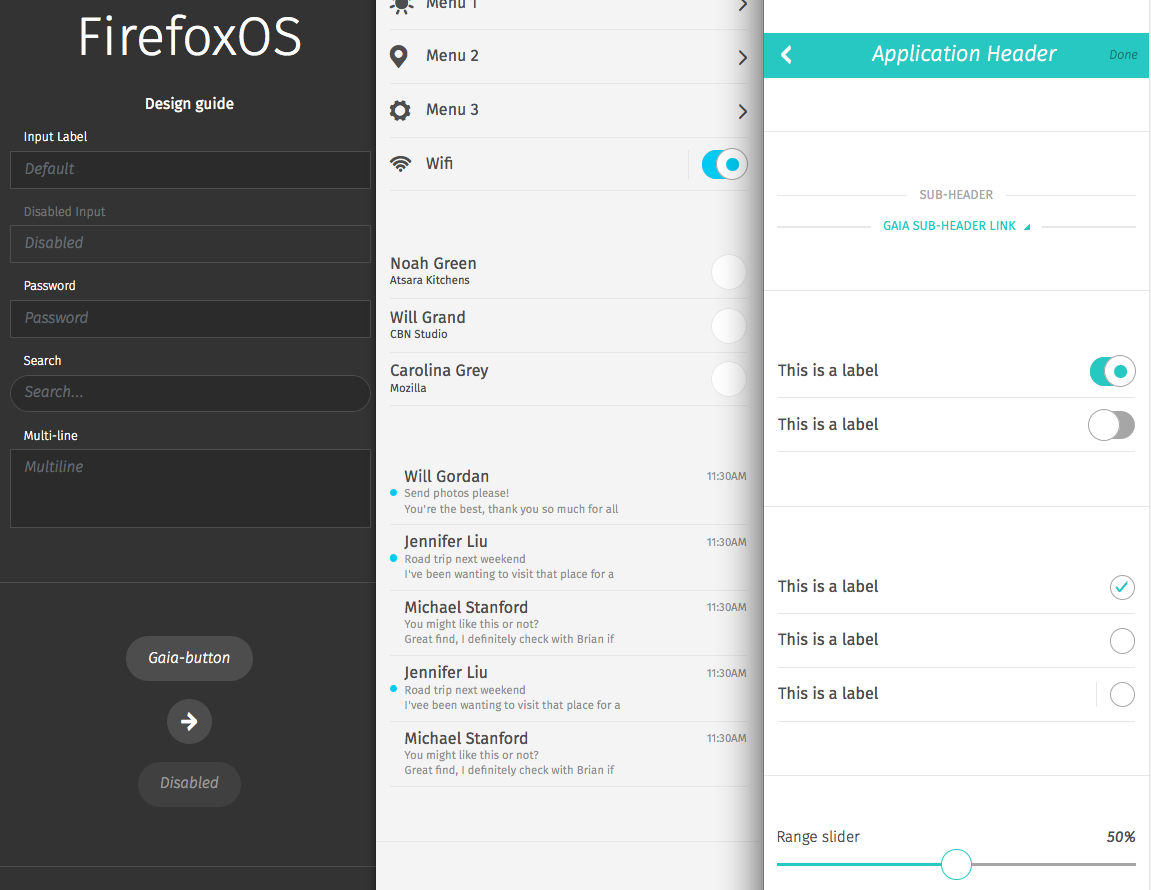 FirefoxOS
Design guide
Input Label
Default
Disabled Input
Disabled
Password
Password
Search
Search...
Multi-line
Multiline
Gaia-button
Disabled
Menu 1
Menu 2
Menu 3
Wifi
Noah Green
Atsara Kitchens
Will Grand
CBN Studio
Carolina Grey
Mozilla
Will Gordan 11:30AM
Send photos please!
You're the best, thank you so much for all
Jennifer Liu 11:30AM
Road trip next weekend
I've been wanting to visit that place for a
Michael Stanford 11:30AM
You might like this or not?
Great find, I definitely check with Brian if
Jennifer Liu 11:30AM
Road trip next weekend
I'vee been wanting to visit that place for a
Michael Stanford 11:30AM
You might like this or not?
Great find, I definitely check with Brian if
Application Header Done
SUB-HEADER
GAIA SUB-HEADER LINK
This is a label
This is a label
This is a label
This is a label
This is a label
Range slider 50%